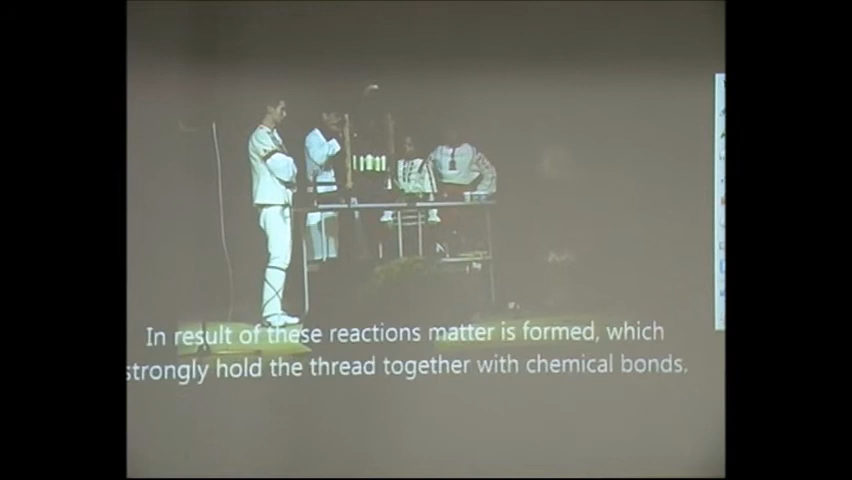 In result of these reactions matter is formed, which
strongly hold the thread together with chemical bonds.